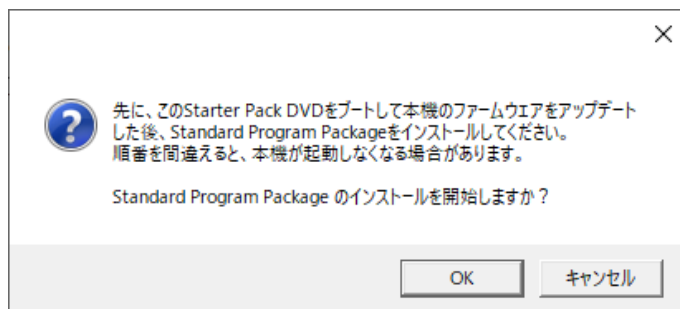 先に、このStarter Pack DVDをブートして本機のファームウェアをアップデート
した後、Standard Program Packageをインストールしてください。
順番を間違えると、本機が起動しなくなる場合があります。
Standard Program Package のインストールを開始しますか？
OK
キャンセル